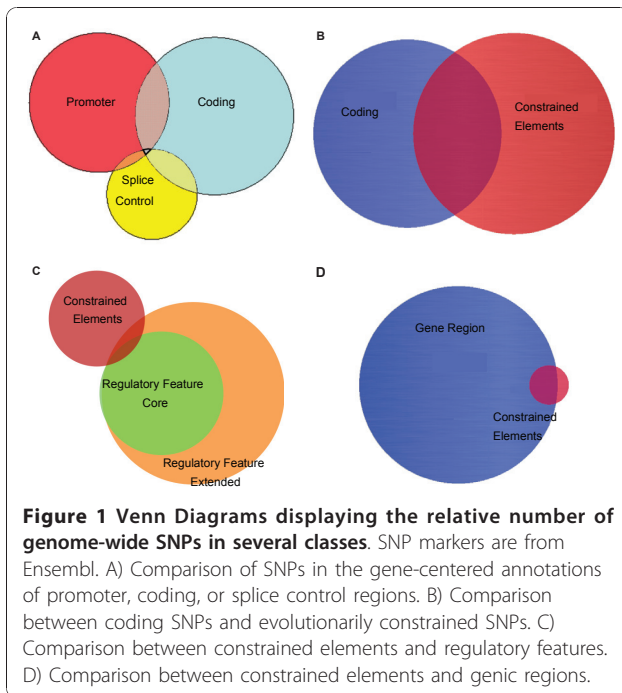 A
Promoter
Coding
Splice
Control
B
Coding
Constrained
Elements
C
Constrained
Elements
Regulatory Feature
Core
Regulatory Feature
Extended
D
Gene Region
Constrained
Elements
Figure 1 Venn Diagrams displaying the relative number of
genome-wide SNPs in several classes. SNP markers are from
Ensembl. A) Comparison of SNPs in the gene-centered annotations
of promoter, coding, or splice control regions. B) Comparison
between coding SNPs and evolutionarily constrained SNPs. C)
Comparison between constrained elements and regulatory features.
D) Comparison between constrained elements and genic regions.